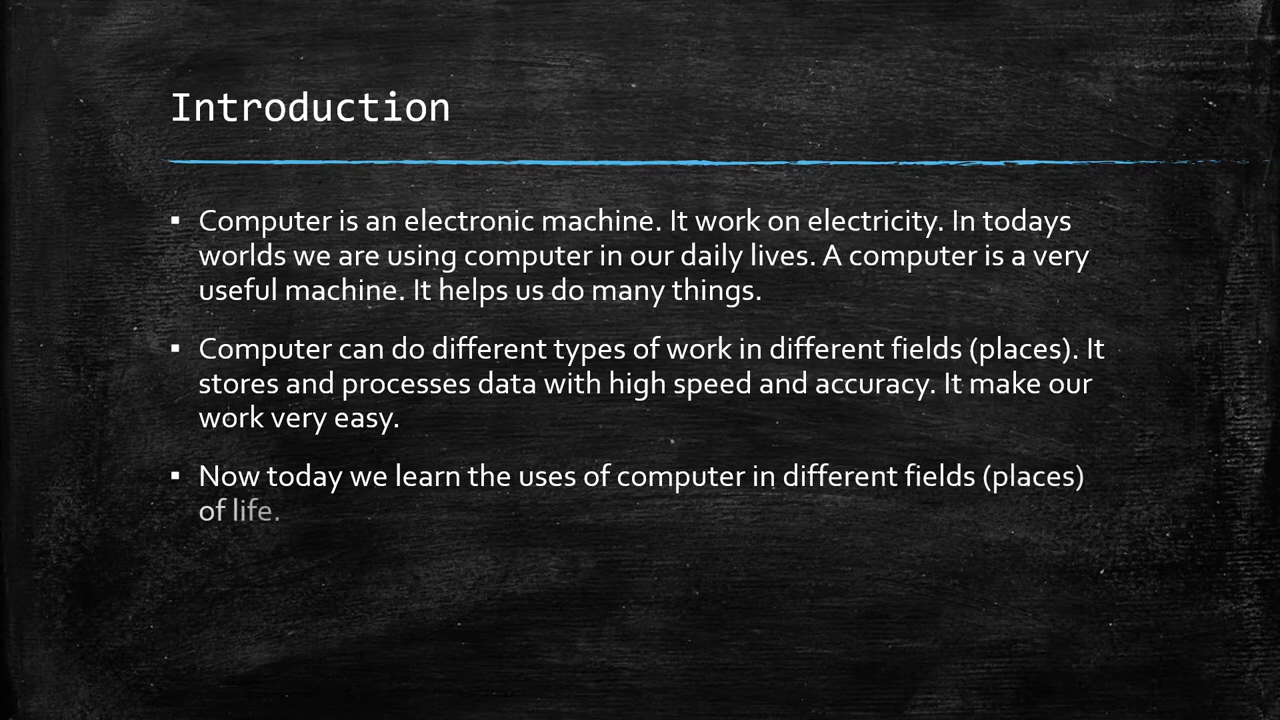 Introduction
▪ Computer is an electronic machine. It work on electricity. In todays
worlds we are using computer in our daily lives. A computer is a very
useful machine. It helps us do many things.
▪ Computer can do different types of work in different fields (places). It
stores and processes data with high speed and accuracy. It make our
work very easy.
▪ Now today we learn the uses of computer in different fields (places)
of life.